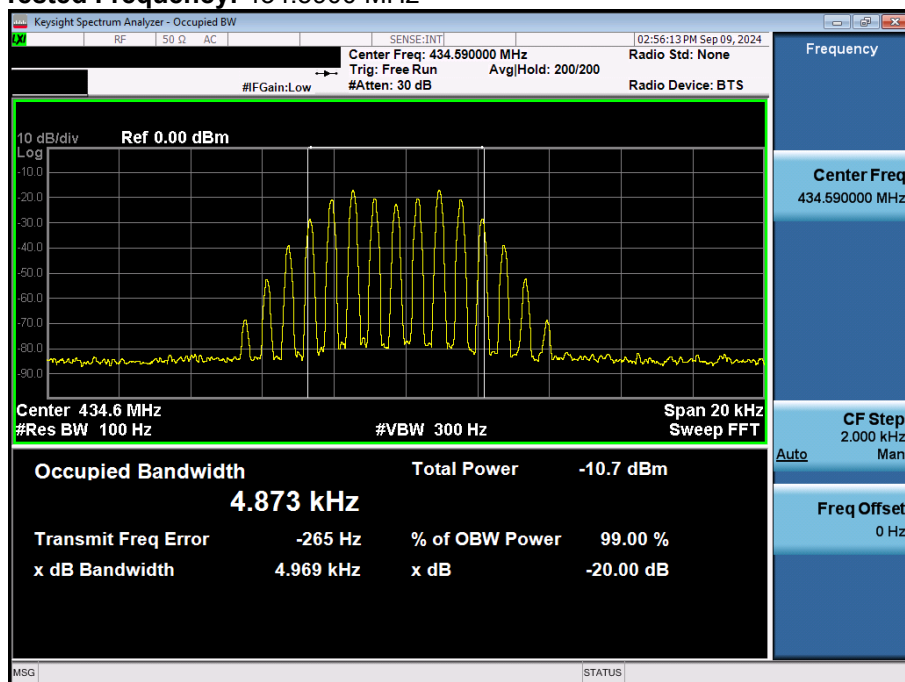 Keysight Spectrum Analyzer - Occupied BW
LXI RF 50 Ω AC SENSE:INT 02:56:13 PM Sep 09, 2024
Center Freq: 434.590000 MHz Radio Std: None
Trig: Free Run Avg|Hold: 200/200
#IFGain:Low #Atten: 30 dB Radio Device: BTS
10 dB/div Ref 0.00 dBm
Log
-10.0
-20.0
-30.0
-40.0
-50.0
-60.0
-70.0
-80.0
-90.0
Center 434.6 MHz Span 20 kHz
#Res BW 100 Hz #VBW 300 Hz Sweep FFT
Occupied Bandwidth Total Power -10.7 dBm
4.873 kHz
Transmit Freq Error -265 Hz % of OBW Power 99.00 %
x dB Bandwidth 4.969 kHz x dB -20.00 dB
MSG STATUS
Frequency
Center Freq
434.590000 MHz
CF Step
2.000 kHz
Auto Man
Freq Offset
0 Hz